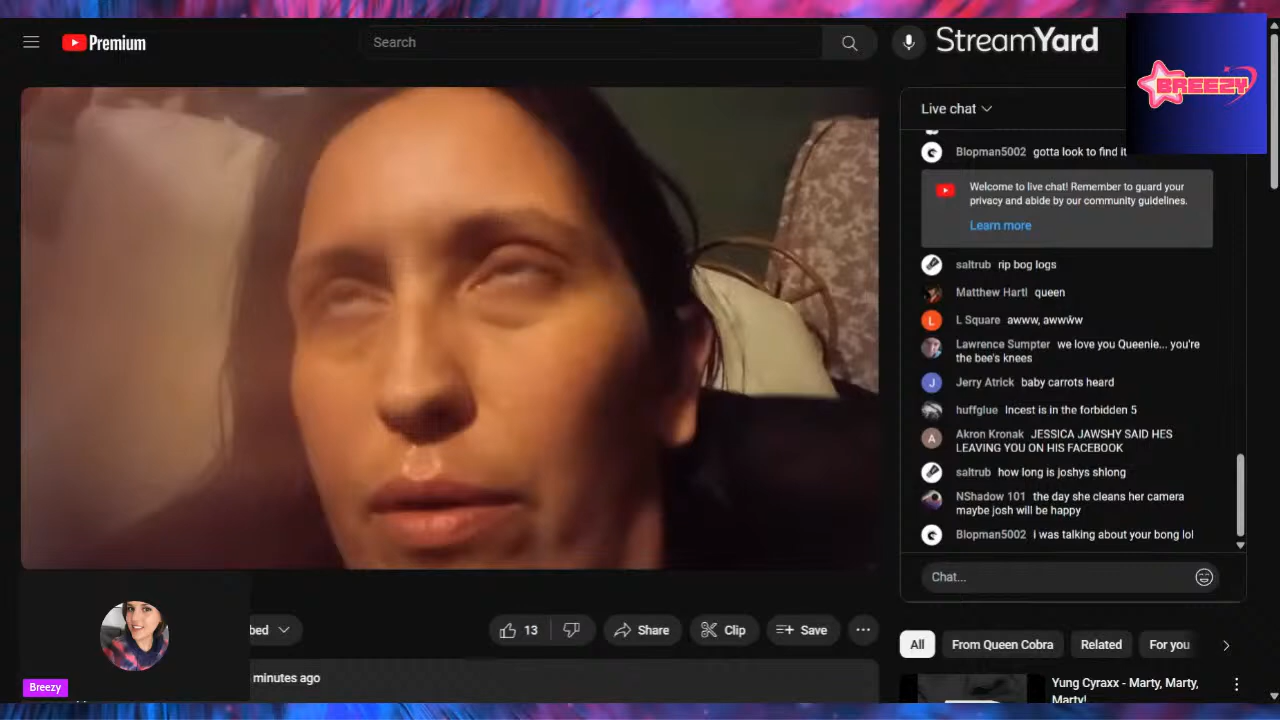 Premium
Search
StreamYard
BREEZY
Live chat
Blopman5002 gotta look to find it
Welcome to live chat! Remember to guard your
privacy and abide by our community guidelines.
Learn more
saltrub rip bog logs
Matthew Hartl queen
L Square awww, awwŵw
Lawrence Sumpter we love you Queenie... you're
the bee's knees
Jerry Atrick baby carrots heard
huffglue Incest is in the forbidden 5
Akron Kronak JESSICA JAWSHY SAID HES
LEAVING YOU ON HIS FACEBOOK
saltrub how long is joshys shlong
NShadow 101 the day she cleans her camera
maybe josh will be happy
Blopman5002 i was talking about your bong lol
Chat...
bed
13
Share
Clip
Save
minutes ago
Breezy
All
From Queen Cobra
Related
For you
Yung Cyraxx - Marty, Marty,
Marty!